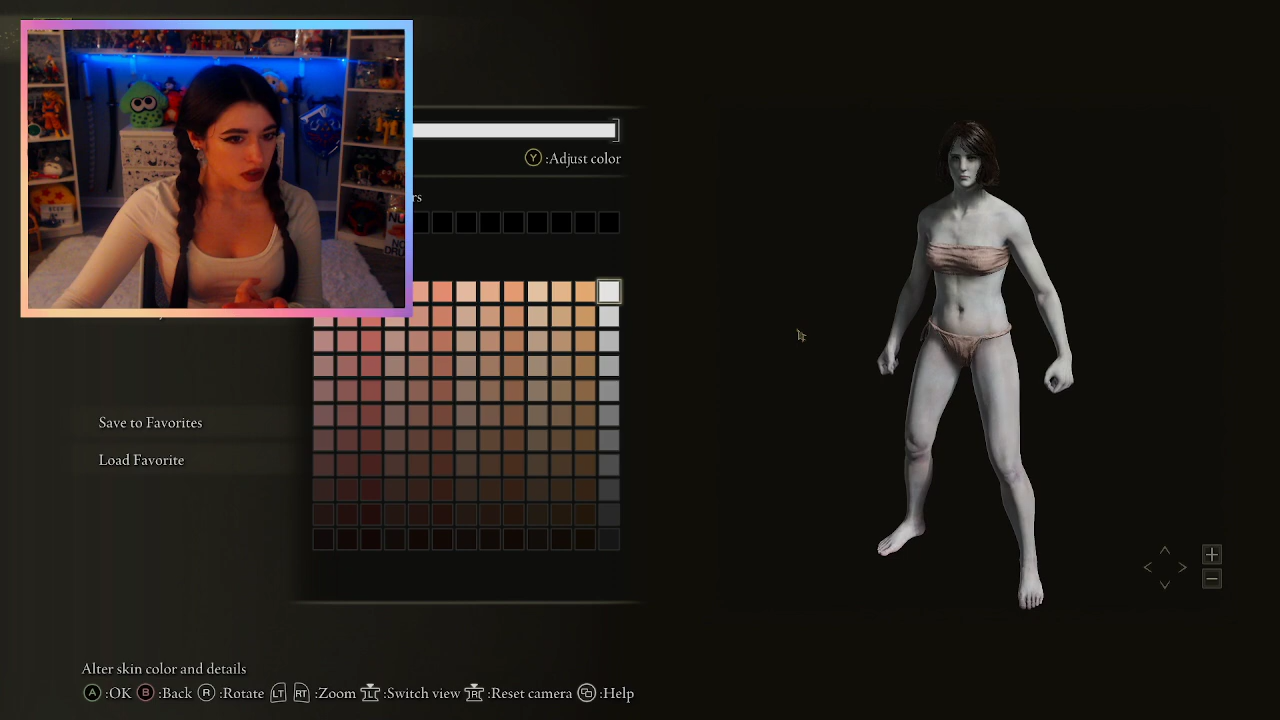 :Adjust color
rs
Save to Favorites
Load Favorite
Alter skin color and details
A :OK B :Back R :Rotate LT RT :Zoom L :Switch view R :Reset camera :Help